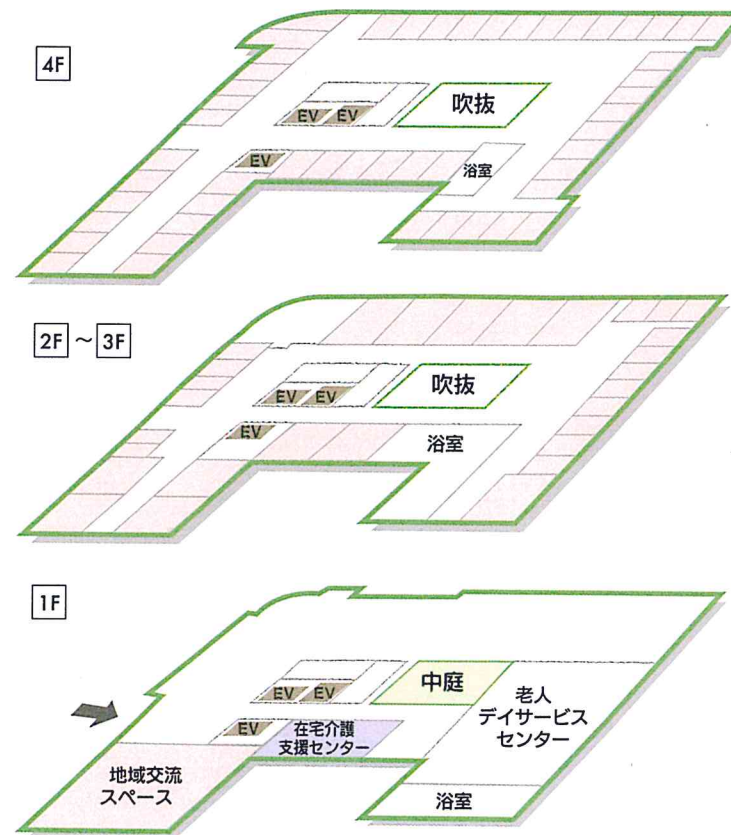 4F
吹抜
EV EV
EV
浴室
2F ～ 3F
吹抜
EV EV
EV
浴室
1F
中庭
EV EV
老人
デイサービス
センター
EV
在宅介護
支援センター
地域交流
スペース
浴室